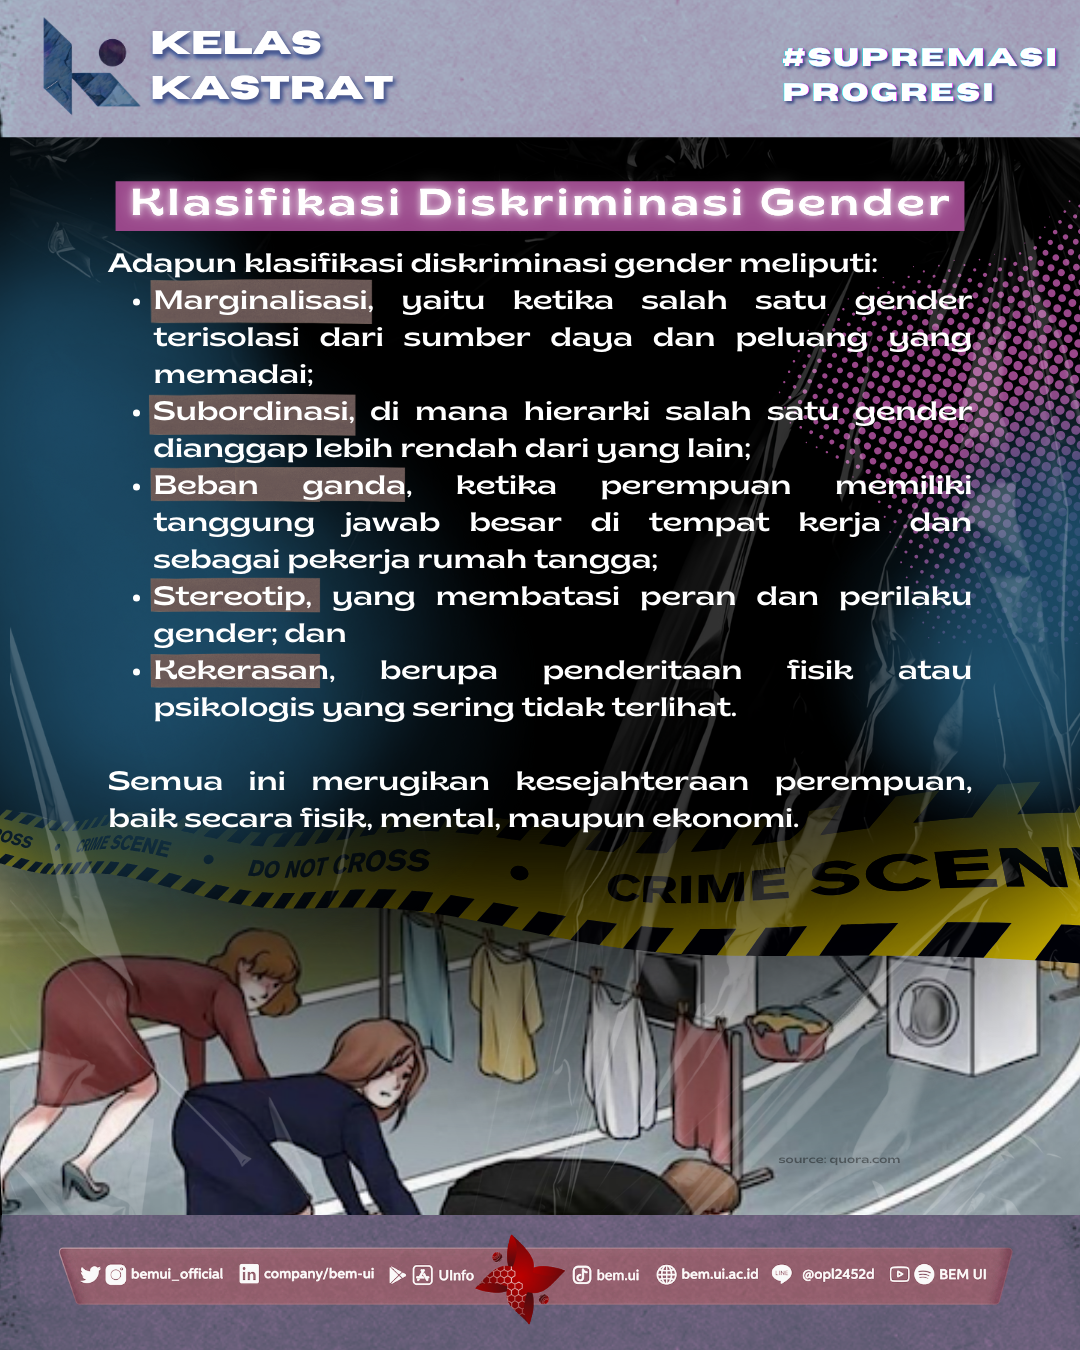 KELAS
KASTRAT
#SUPREMASI
PROGRESI
Klasifikasi Diskriminasi Gender
Adapun klasifikasi diskriminasi gender meliputi:
• Marginalisasi, yaitu ketika salah satu gender
terisolasi dari sumber daya dan peluang yang
memadai;
• Subordinasi, di mana hierarki salah satu gender
dianggap lebih rendah dari yang lain;
• Beban ganda, ketika perempuan memiliki
tanggung jawab besar di tempat kerja dan
sebagai pekerja rumah tangga;
• Stereotip, yang membatasi peran dan perilaku
gender; dan
• Kekerasan, berupa penderitaan fisik atau
psikologis yang sering tidak terlihat.
Semua ini merugikan kesejahteraan perempuan,
baik secara fisik, mental, maupun ekonomi.
OSS • CRIME SCENE • DO NOT CROSS • CRIME SCEN
source: quora.com
bemui_official company/bem-ui UInfo bem.ui bem.ui.ac.id LINE @opl2452d BEM UI